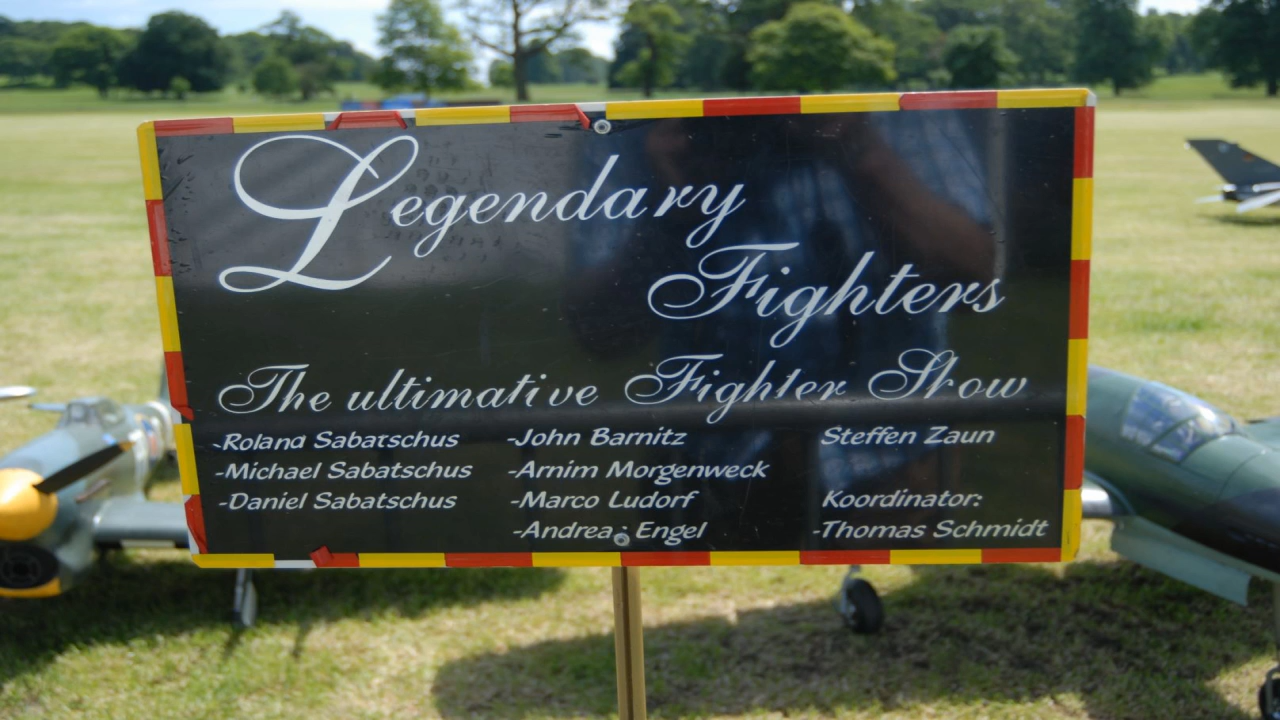 Legendary
Fighters
The ultimative Fighter Show
-Roland Sabatschus
-Michael Sabatschus
-Daniel Sabatschus
-John Barnitz
-Arnim Morgenweck
-Marco Ludorf
-Andreas Engel
Steffen Zaun
Koordinator:
-Thomas Schmidt